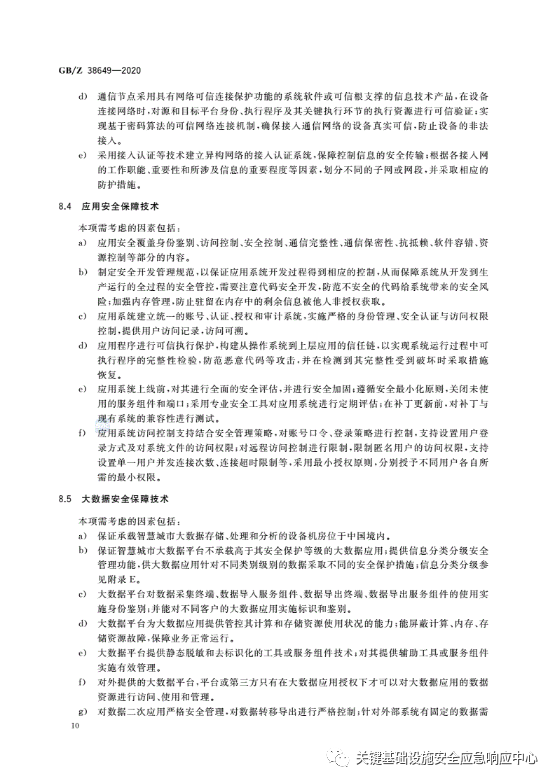 GB/Z 38649—2020
d) 通信节点采用具有网络可信连接保护功能的系统软件或可信根支撑的信息技术产品,在设备
连接网络时,对源和目标平台身份、执行程序及其关键执行环节的执行资源进行可信验证;实
现基于密码算法的可信网络连接机制,确保接入通信网络的设备真实可信,防止设备的非法
接入。
e) 采用接入认证等技术建立异构网络的接入认证系统,保障控制信息的安全传输;根据各接入网
的工作职能、重要性和所涉及信息的重要程度等因素,划分不同的子网或网段,并采取相应的
防护措施。
8.4 应用安全保障技术
本项需考虑的因素包括:
a) 应用安全覆盖身份鉴别、访问控制、安全控制、通信完整性、通信保密性、抗抵赖、软件容错、资
源控制等部分的内容。
b) 制定安全开发管理规范,以保证应用系统开发过程得到相应的控制,从而保障系统从开发到生
产运行的全过程的安全管控;需要注意代码安全开发,防范不安全的代码给系统带来的安全风
险;加强内存管理,防止驻留在内存中的剩余信息被他人非授权获取。
c) 应用系统建立统一的账号、认证、授权和审计系统,实施严格的身份管理、安全认证与访问权限
控制,提供用户访问记录,访问可溯。
d) 应用程序进行可信执行保护,构建从操作系统到上层应用的信任链,以实现系统运行过程中可
执行程序的完整性检验,防范恶意代码等攻击,并在检测到其完整性受到破坏时采取措施
恢复。
e) 应用系统上线前,对其进行全面的安全评估,并进行安全加固;遵循安全最小化原则,关闭未使
用的服务组件和端口;采用专业安全工具对应用系统进行定期评估;在补丁更新前,对补丁与
现有系统的兼容性进行测试。
f) 应用系统访问控制支持结合安全管理策略,对账号口令、登录策略进行控制,支持设置用户登
录方式及对系统文件的访问权限;对远程访问控制进行限制,限制匿名用户的访问权限,支持
设置单一用户并发连接次数、连接超时限制等,采用最小授权原则,分别授予不同用户各自所
需的最小权限。
8.5 大数据安全保障技术
本项需考虑的因素包括:
a) 保证承载智慧城市大数据存储、处理和分析的设备机房位于中国境内。
b) 保证智慧城市大数据平台不承载高于其安全保护等级的大数据应用;提供信息分类分级安全
管理功能,供大数据应用针对不同类别级别的数据采取不同的安全保护措施;信息分类分级参
见附录 E。
c) 大数据平台对数据采集终端、数据导入服务组件、数据导出终端、数据导出服务组件的使用实
施身份鉴别;并能对不同客户的大数据应用实施标识和鉴别。
d) 大数据平台为大数据应用提供管控其计算和存储资源使用状况的能力;能屏蔽计算、内存、存
储资源故障,保障业务正常运行。
e) 大数据平台提供静态脱敏和去标识化的工具或服务组件技术;对其提供辅助工具或服务组件
实施有效管理。
f) 对外提供的大数据平台,平台或第三方只有在大数据应用授权下才可以对大数据应用的数据
资源进行访问、使用和管理。
g) 对数据二次应用严格安全管理,对数据转移导出进行严格控制;针对外部系统有固定的数据需
10
关键基础设施安全应急响应中心